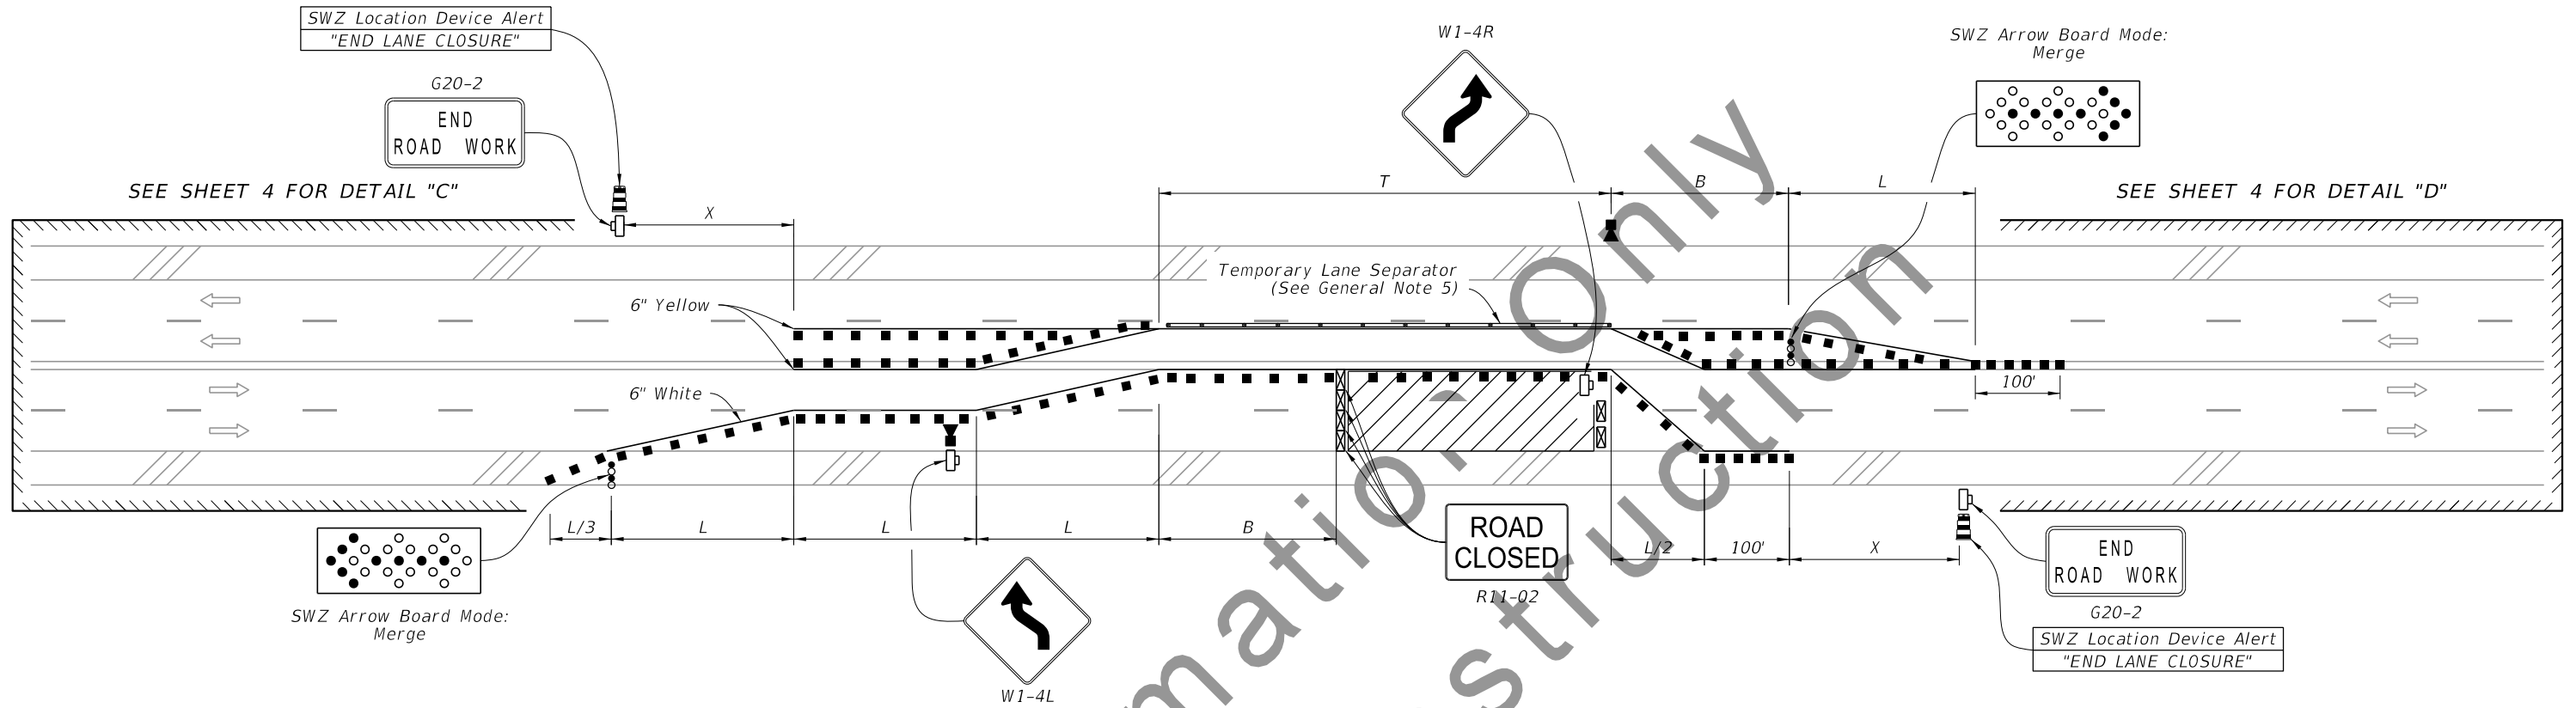 SWZ Location Device Alert
"END LANE CLOSURE"
G20-2
END
ROAD WORK
SEE SHEET 4 FOR DETAIL "C"
X
W1-4R
SWZ Arrow Board Mode:
Merge
T
B
L
SEE SHEET 4 FOR DETAIL "D"
Temporary Lane Separator
(See General Note 5)
6" Yellow
6" White
100'
L/3
L
L
L
B
L/2
100'
X
SWZ Arrow Board Mode:
Merge
W1-4L
ROAD
CLOSED
R11-02
END
ROAD WORK
G20-2
SWZ Location Device Alert
"END LANE CLOSURE"
mation Only
struction